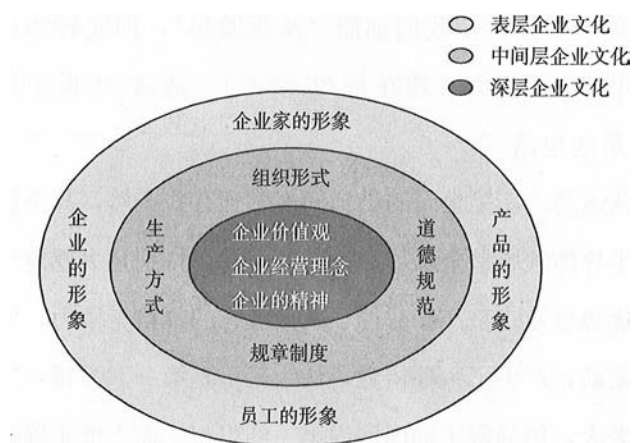 表层企业文化
中间层企业文化
深层企业文化
企业家的形象
组织形式
企业的形象
生产方式
企业价值观
企业经营理念
企业的精神
道德规范
产品的形象
规章制度
员工的形象